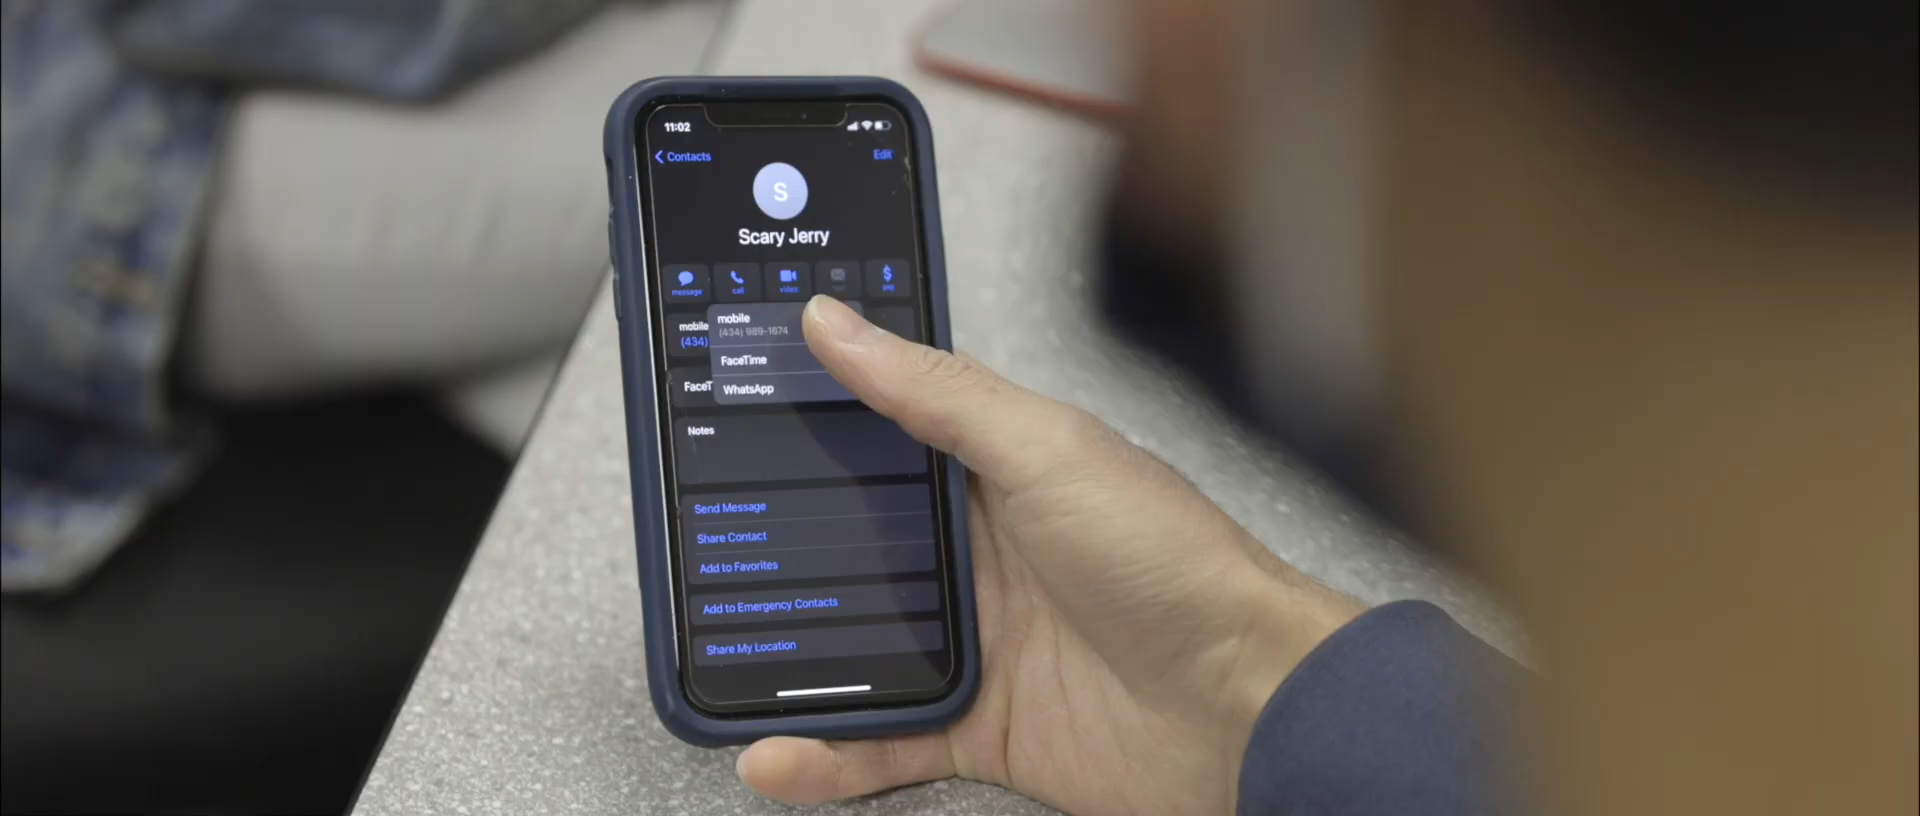 11:02
Contacts
Edit
S
Scary Jerry
message
call
video
pay
mobile
(434)
mobile
(434) 989-1674
FaceTime
FaceT
WhatsApp
Notes
Send Message
Share Contact
Add to Favorites
Add to Emergency Contacts
Share My Location